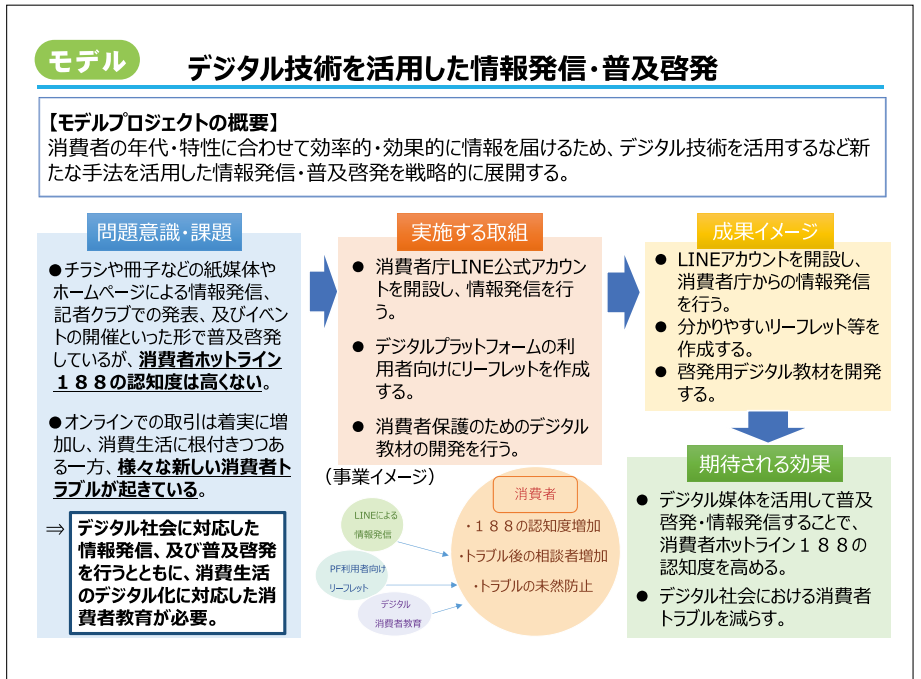 モデル
デジタル技術を活用した情報発信・普及啓発
【モデルプロジェクトの概要】
消費者の年代・特性に合わせて効率的・効果的に情報を届けるため、デジタル技術を活用するなど新
たな手法を活用した情報発信・普及啓発を戦略的に展開する。
問題意識・課題
●チラシや冊子などの紙媒体や
ホームページによる情報発信、
記者クラブでの発表、及びイベン
トの開催といった形で普及啓発
しているが、消費者ホットライン
１８８の認知度は高くない。
●オンラインでの取引は着実に増
加し、消費生活に根付きつつあ
る一方、様々な新しい消費者ト
ラブルが起きている。
⇒ デジタル社会に対応した
情報発信、及び普及啓発
を行うとともに、消費生活
のデジタル化に対応した消
費者教育が必要。
実施する取組
● 消費者庁LINE公式アカウン
トを開設し、情報発信を行
う。
● デジタルプラットフォームの利
用者向けにリーフレットを作成
する。
● 消費者保護のためのデジタル
教材の開発を行う。
（事業イメージ）
LINEによる
情報発信
PF利用者向け
リーフレット
デジタル
消費者教育
消費者
・１８８の認知度増加
・トラブル後の相談者増加
・トラブルの未然防止
成果イメージ
● LINEアカウントを開設し、
消費者庁からの情報発信
を行う。
● 分かりやすいリーフレット等を
作成する。
● 啓発用デジタル教材を開発
する。
期待される効果
● デジタル媒体を活用して普及
啓発・情報発信することで、
消費者ホットライン１８８の
認知度を高める。
● デジタル社会における消費者
トラブルを減らす。